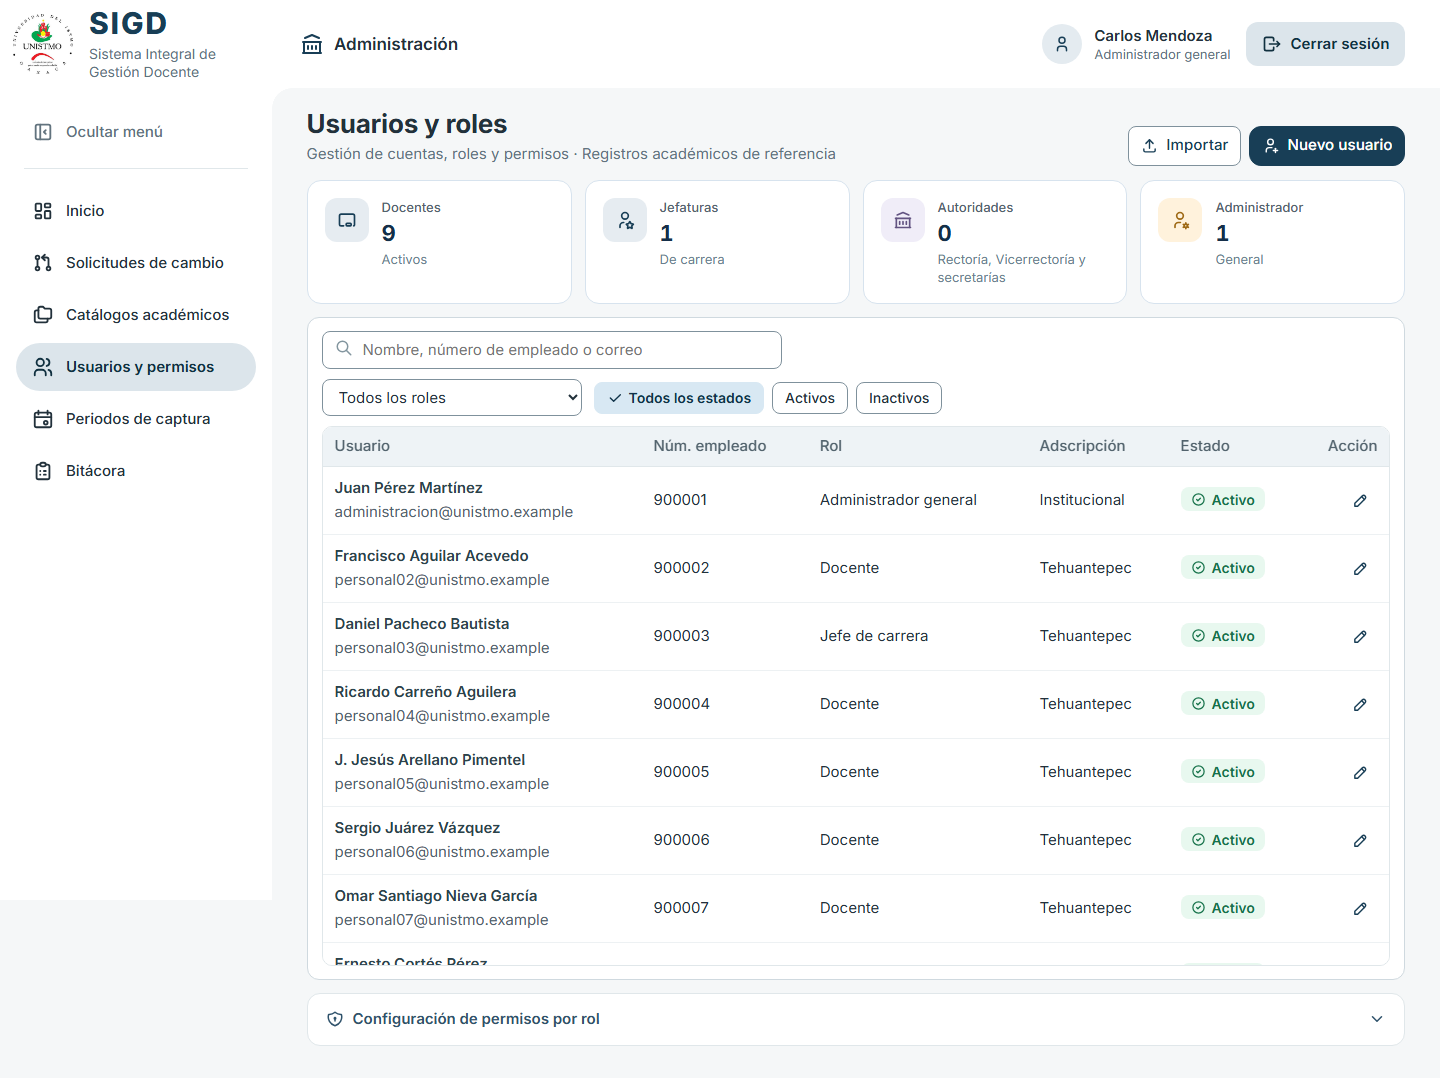 UNIVERSIDAD DEL ISTMO
UNISTMO
OAXACA
SIGD
Sistema Integral de
Gestión Docente
Administración
Carlos Mendoza
Administrador general
Cerrar sesión
Ocultar menú
Inicio
Solicitudes de cambio
Catálogos académicos
Usuarios y permisos
Periodos de captura
Bitácora
Usuarios y roles
Gestión de cuentas, roles y permisos · Registros académicos de referencia
Importar
Nuevo usuario
Docentes
9
Activos
Jefaturas
1
De carrera
Autoridades
0
Rectoría, Vicerrectoría y
secretarías
Administrador
1
General
Nombre, número de empleado o correo
Todos los roles
Todos los estados
Activos
Inactivos
Usuario Núm. empleado Rol Adscripción Estado Acción
Juan Pérez Martínez
administracion@unistmo.example
900001 Administrador general Institucional Activo
Francisco Aguilar Acevedo
personal02@unistmo.example
900002 Docente Tehuantepec Activo
Daniel Pacheco Bautista
personal03@unistmo.example
900003 Jefe de carrera Tehuantepec Activo
Ricardo Carreño Aguilera
personal04@unistmo.example
900004 Docente Tehuantepec Activo
J. Jesús Arellano Pimentel
personal05@unistmo.example
900005 Docente Tehuantepec Activo
Sergio Juárez Vázquez
personal06@unistmo.example
900006 Docente Tehuantepec Activo
Omar Santiago Nieva García
personal07@unistmo.example
900007 Docente Tehuantepec Activo
Ernesto Cortés Pérez
Configuración de permisos por rol